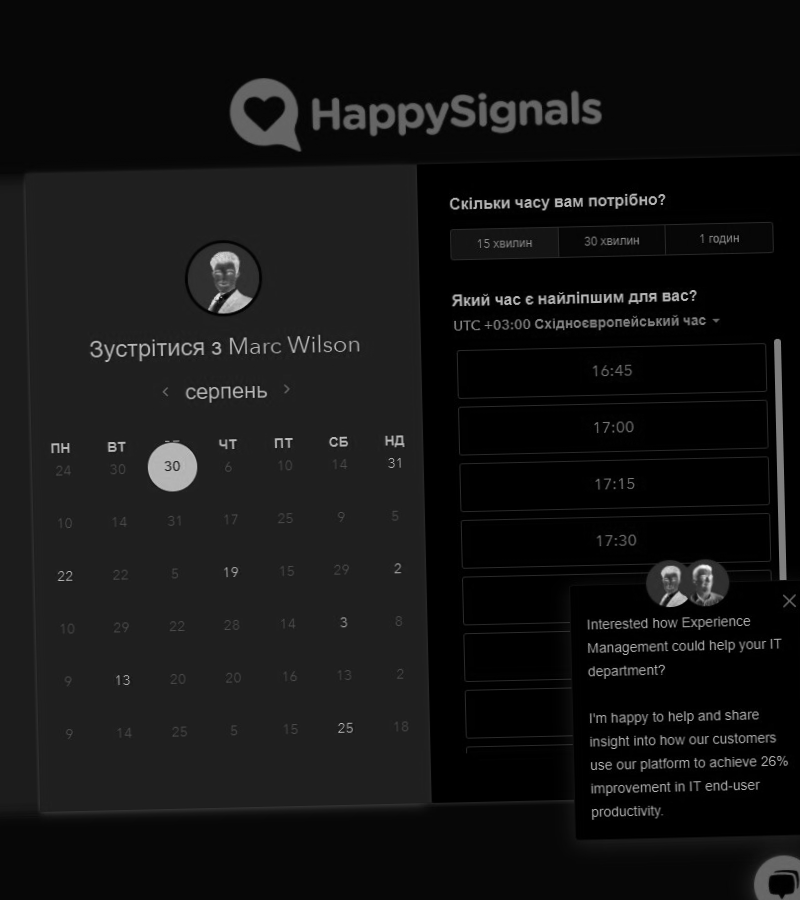 HappySignals
Зустрітися з Marc Wilson
серпень
ПН ВТ ЧТ ПТ СБ НД
24 30 30 6 10 14 31
10 14 31 17 25 9 5
22 22 5 19 15 29 2
10 29 22 28 14 3 8
9 13 20 20 16 13 2
9 14 25 5 15 25 18
Скільки часу вам потрібно?
15 хвилин 30 хвилин 1 годин
Який час є найліпшим для вас?
UTC +03:00 Східноєвропейський час
16:45
17:00
17:15
17:30
Interested how Experience
Management could help your IT
department?
I'm happy to help and share
insight into how our customers
use our platform to achieve 26%
improvement in IT end-user
productivity.